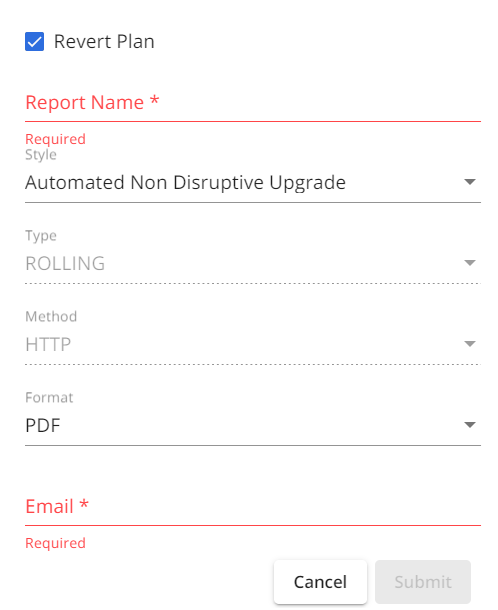 Revert Plan
Report Name *
Required
Style
Automated Non Disruptive Upgrade
Type
ROLLING
Method
HTTP
Format
PDF
Email *
Required
Cancel Submit